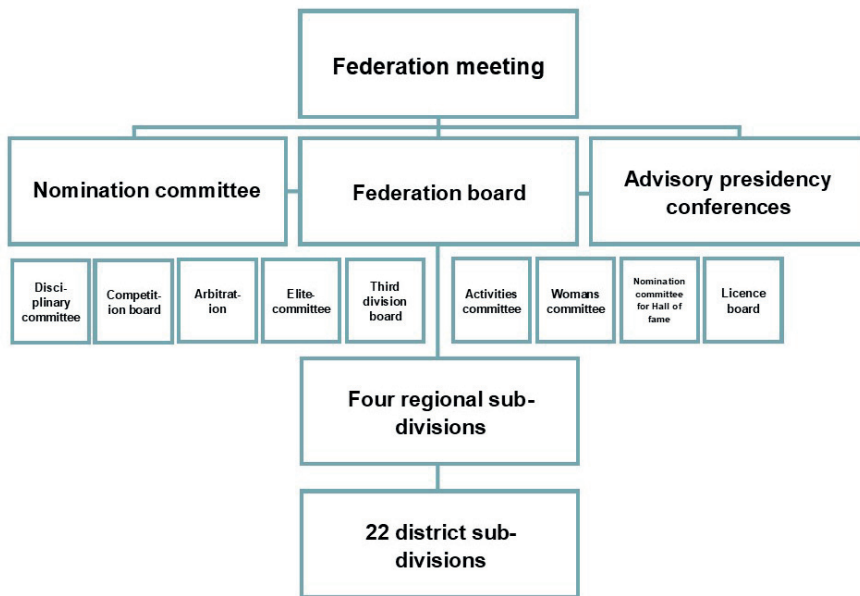 Federation meeting
Nomination committee
Federation board
Advisory presidency
conferences
Disci-
plinary
committee
Competit-
ion board
Arbitrat-
ion
Elite-
committee
Third
division
board
Activities
committee
Womans
committee
Nomination
committee
for Hall of
fame
Licence
board
Four regional sub-
divisions
22 district sub-
divisions